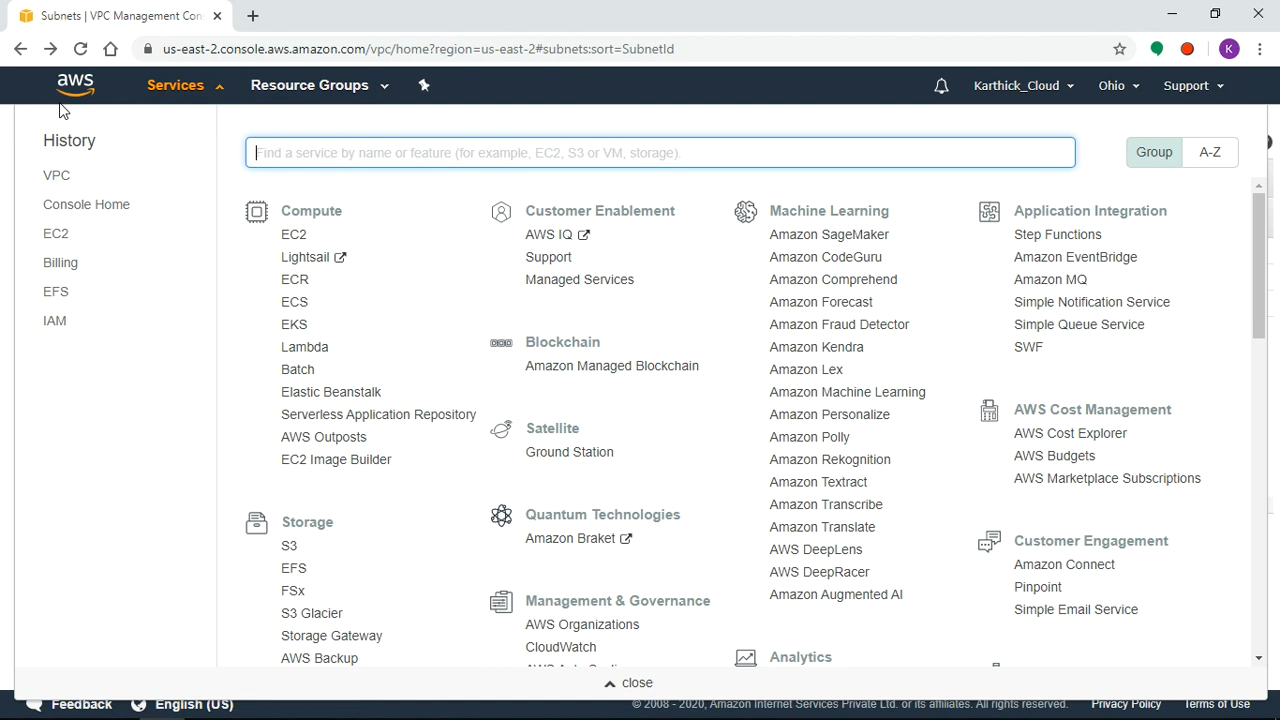 Subnets | VPC Management Con
us-east-2.console.aws.amazon.com/vpc/home?region=us-east-2#subnets:sort=SubnetId
K
aws
Services
Resource Groups
Karthick_Cloud
Ohio
Support
History
VPC
Console Home
EC2
Billing
EFS
IAM
Find a service by name or feature (for example, EC2, S3 or VM, storage).
Group
A-Z
Compute
EC2
Lightsail
ECR
ECS
EKS
Lambda
Batch
Elastic Beanstalk
Serverless Application Repository
AWS Outposts
EC2 Image Builder
Storage
S3
EFS
FSx
S3 Glacier
Storage Gateway
AWS Backup
Customer Enablement
AWS IQ
Support
Managed Services
Blockchain
Amazon Managed Blockchain
Satellite
Ground Station
Quantum Technologies
Amazon Braket
Management & Governance
AWS Organizations
CloudWatch
Machine Learning
Amazon SageMaker
Amazon CodeGuru
Amazon Comprehend
Amazon Forecast
Amazon Fraud Detector
Amazon Kendra
Amazon Lex
Amazon Machine Learning
Amazon Personalize
Amazon Polly
Amazon Rekognition
Amazon Textract
Amazon Transcribe
Amazon Translate
AWS DeepLens
AWS DeepRacer
Amazon Augmented AI
Analytics
Application Integration
Step Functions
Amazon EventBridge
Amazon MQ
Simple Notification Service
Simple Queue Service
SWF
AWS Cost Management
AWS Cost Explorer
AWS Budgets
AWS Marketplace Subscriptions
Customer Engagement
Amazon Connect
Pinpoint
Simple Email Service
close
Feedback
English (US)
© 2008 - 2020, Amazon Internet Services Private Ltd. or its affiliates. All rights reserved.
Privacy Policy
Terms of Use